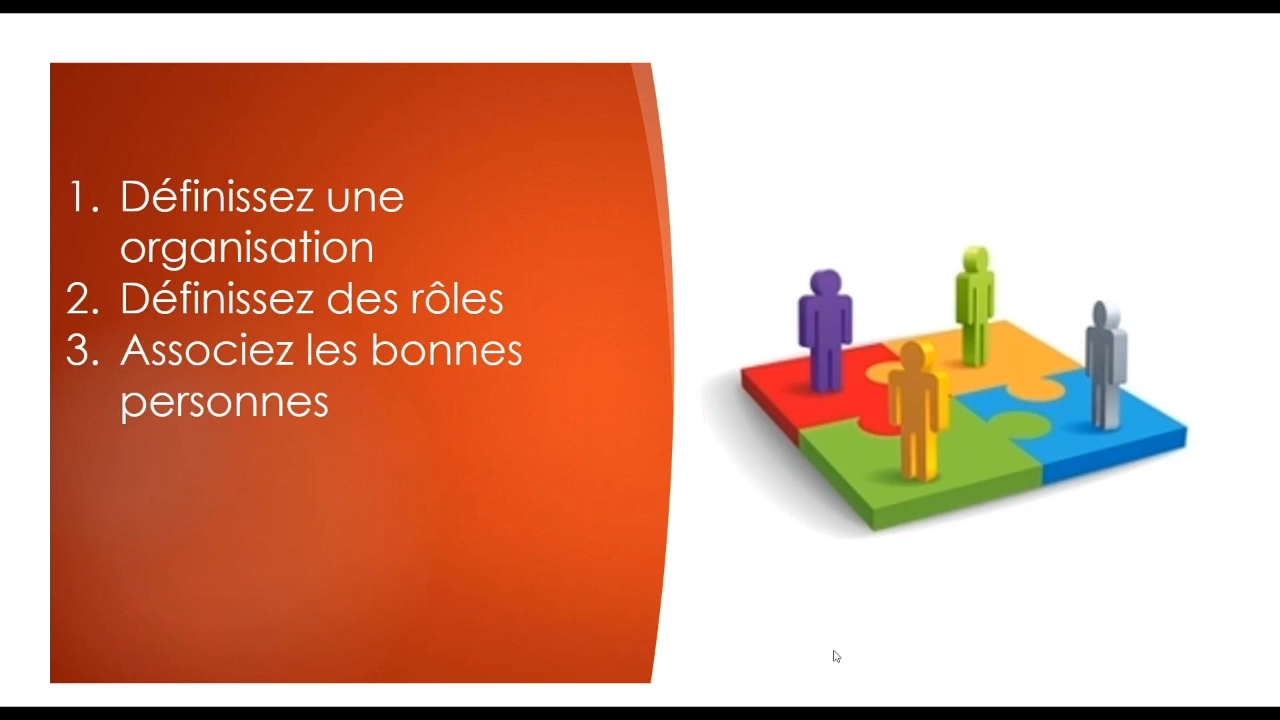 1. Définissez une
organisation
2. Définissez des rôles
3. Associez les bonnes
personnes